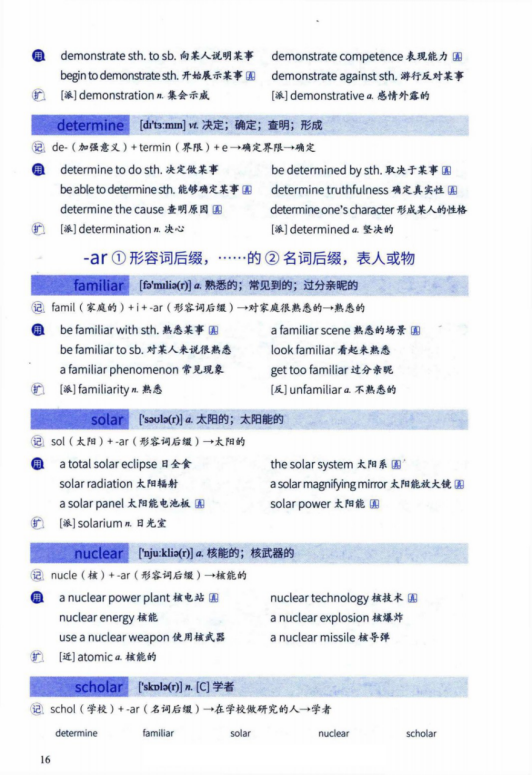 用 demonstrate sth. to sb. 向某人说明某事 demonstrate competence 表现能力 真
begin to demonstrate sth. 开始展示某事 真 demonstrate against sth. 游行反对某事
扩 [派] demonstration n. 集会示威 [派] demonstrative a. 感情外露的
determine [dɪ'tɜ:mɪn] vt. 决定；确定；查明；形成
记 de-（加强意义）+ termin（界限）+ e→确定界限→确定
用 determine to do sth. 决定做某事 be determined by sth. 取决于某事 真
be able to determine sth. 能够确定某事 真 determine truthfulness 确定真实性 真
determine the cause 查明原因 真 determine one's character 形成某人的性格
扩 [派] determination n. 决心 [派] determined a. 坚决的
-ar ① 形容词后缀，……的 ② 名词后缀，表人或物
familiar [fə'mɪliə(r)] a. 熟悉的；常见到的；过分亲昵的
记 famil（家庭的）+ i + -ar（形容词后缀）→对家庭很熟悉的→熟悉的
用 be familiar with sth. 熟悉某事 真 a familiar scene 熟悉的场景 真
be familiar to sb. 对某人来说很熟悉 look familiar 看起来熟悉
a familiar phenomenon 常见现象 get too familiar 过分亲昵
扩 [派] familiarity n. 熟悉 [反] unfamiliar a. 不熟悉的
solar ['səʊlə(r)] a. 太阳的；太阳能的
记 sol（太阳）+ -ar（形容词后缀）→太阳的
用 a total solar eclipse 日全食 the solar system 太阳系 真
solar radiation 太阳辐射 a solar magnifying mirror 太阳能放大镜 真
a solar panel 太阳能电池板 真 solar power 太阳能 真
扩 [派] solarium n. 日光室
nuclear ['nju:kliə(r)] a. 核能的；核武器的
记 nucle（核）+ -ar（形容词后缀）→核能的
用 a nuclear power plant 核电站 真 nuclear technology 核技术 真
nuclear energy 核能 a nuclear explosion 核爆炸
use a nuclear weapon 使用核武器 a nuclear missile 核导弹
扩 [近] atomic a. 核能的
scholar ['skɒlə(r)] n. [C] 学者
记 schol（学校）+ -ar（名词后缀）→在学校做研究的人→学者
determine familiar solar nuclear scholar
16